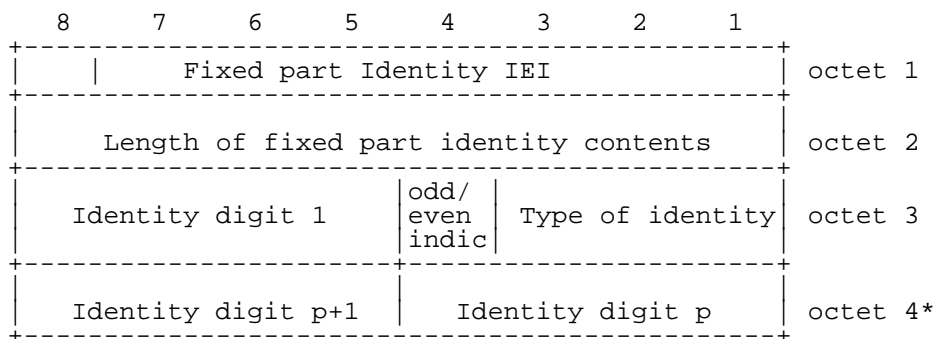 8 7 6 5 4 3 2 1
Fixed part Identity IEI octet 1
Length of fixed part identity contents octet 2
odd/
Identity digit 1 even Type of identity octet 3
indic
Identity digit p+1 Identity digit p octet 4*